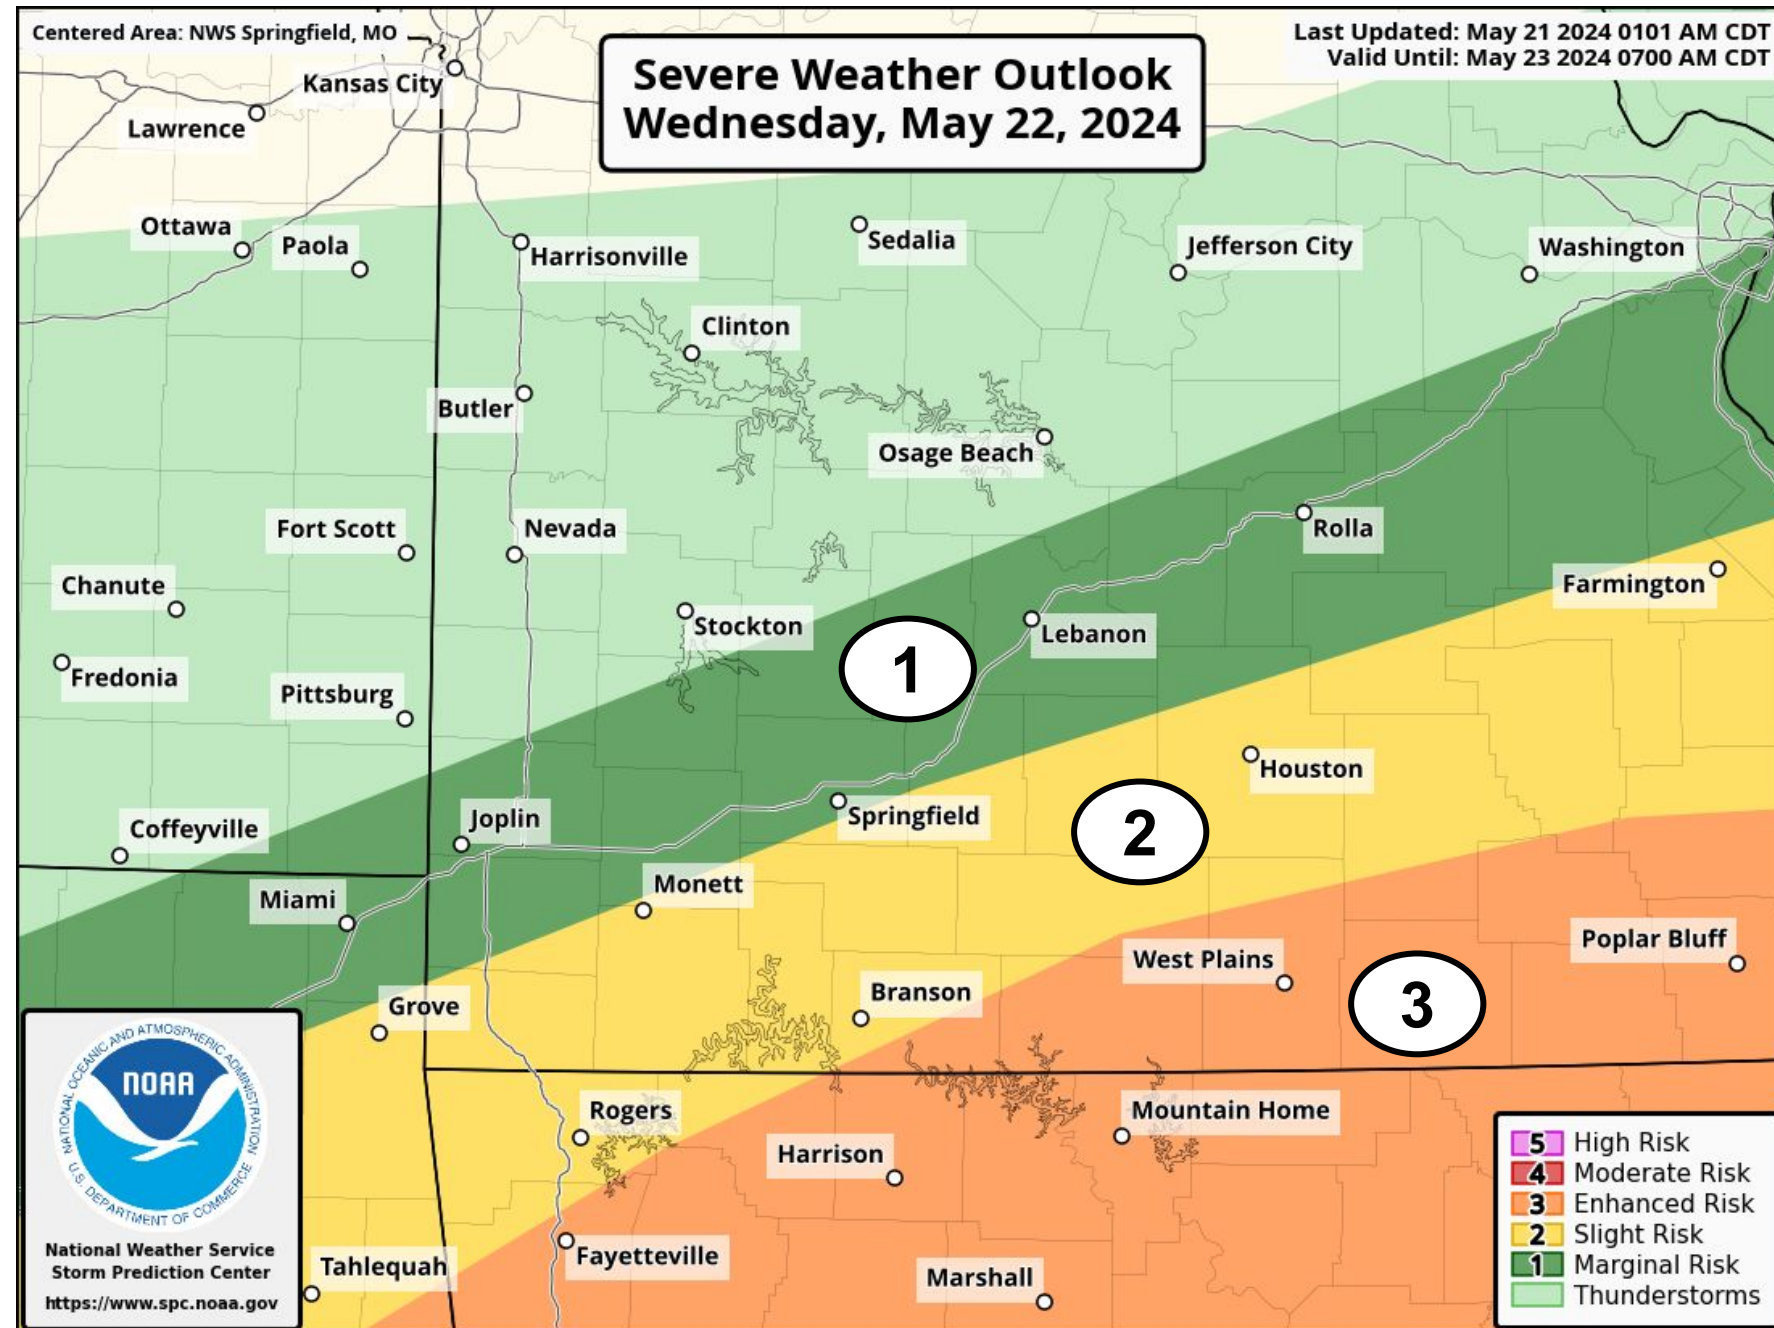 Centered Area: NWS Springfield, MO
Severe Weather Outlook
Wednesday, May 22, 2024
Last Updated: May 21 2024 0101 AM CDT
Valid Until: May 23 2024 0700 AM CDT
Kansas City
Lawrence
Ottawa
Paola
Harrisonville
Sedalia
Jefferson City
Washington
Clinton
Butler
Osage Beach
Fort Scott
Nevada
Rolla
Chanute
Farmington
Stockton
Lebanon
1
Fredonia
Pittsburg
Houston
Joplin
Springfield
2
Coffeyville
Monett
Miami
Poplar Bluff
West Plains
Branson
3
Grove
Rogers
Mountain Home
Harrison
Fayetteville
Tahlequah
Marshall
NATIONAL OCEANIC AND ATMOSPHERIC ADMINISTRATION
NOAA
U.S. DEPARTMENT OF COMMERCE
National Weather Service
Storm Prediction Center
https://www.spc.noaa.gov
5 High Risk
4 Moderate Risk
3 Enhanced Risk
2 Slight Risk
1 Marginal Risk
Thunderstorms